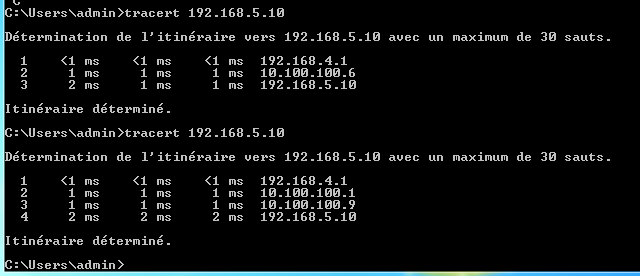 C:\Users\admin>tracert 192.168.5.10
Détermination de l'itinéraire vers 192.168.5.10 avec un maximum de 30 sauts.
1 <1 ms <1 ms <1 ms 192.168.4.1
2 1 ms 1 ms 1 ms 10.100.100.6
3 2 ms 1 ms 1 ms 192.168.5.10
Itinéraire déterminé.
C:\Users\admin>tracert 192.168.5.10
Détermination de l'itinéraire vers 192.168.5.10 avec un maximum de 30 sauts.
1 <1 ms <1 ms <1 ms 192.168.4.1
2 1 ms 1 ms 1 ms 10.100.100.1
3 1 ms 1 ms 1 ms 10.100.100.9
4 2 ms 2 ms 2 ms 192.168.5.10
Itinéraire déterminé.
C:\Users\admin>